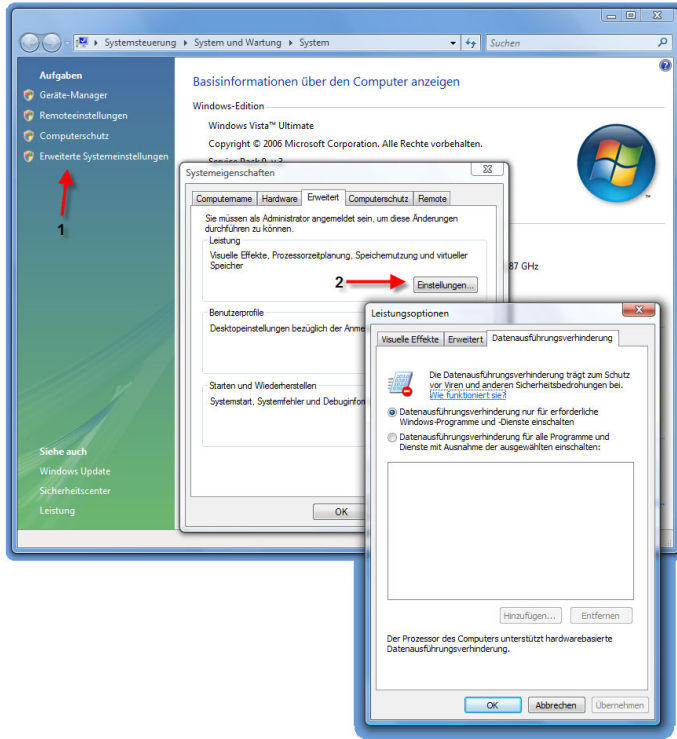 Systemsteuerung
System und Wartung
System
Suchen
Aufgaben
Geräte-Manager
Remoteeinstellungen
Computerschutz
Erweiterte Systemeinstellungen
1
Siehe auch
Windows Update
Sicherheitscenter
Leistung
Basisinformationen über den Computer anzeigen
Windows-Edition
Windows Vista™ Ultimate
Copyright © 2006 Microsoft Corporation. Alle Rechte vorbehalten.
Service Pack 0, v.3
87 GHz
Systemeigenschaften
Computername Hardware Erweitert Computerschutz Remote
Sie müssen als Administrator angemeldet sein, um diese Änderungen
durchführen zu können.
Leistung
Visuelle Effekte, Prozessorzeitplanung, Speichernutzung und virtueller
Speicher
2
Einstellungen...
Benutzerprofile
Desktopeinstellungen bezüglich der Anme
Starten und Wiederherstellen
Systemstart, Systemfehler und Debuginfor
OK
Leistungsoptionen
Visuelle Effekte Erweitert Datenausführungsverhinderung
Die Datenausführungsverhinderung trägt zum Schutz
vor Viren und anderen Sicherheitsbedrohungen bei.
Wie funktioniert sie?
Datenausführungsverhinderung nur für erforderliche
Windows-Programme und -Dienste einschalten
Datenausführungsverhinderung für alle Programme und
Dienste mit Ausnahme der ausgewählten einschalten:
Hinzufügen... Entfernen
Der Prozessor des Computers unterstützt hardwarebasierte
Datenausführungsverhinderung.
OK Abbrechen Übernehmen